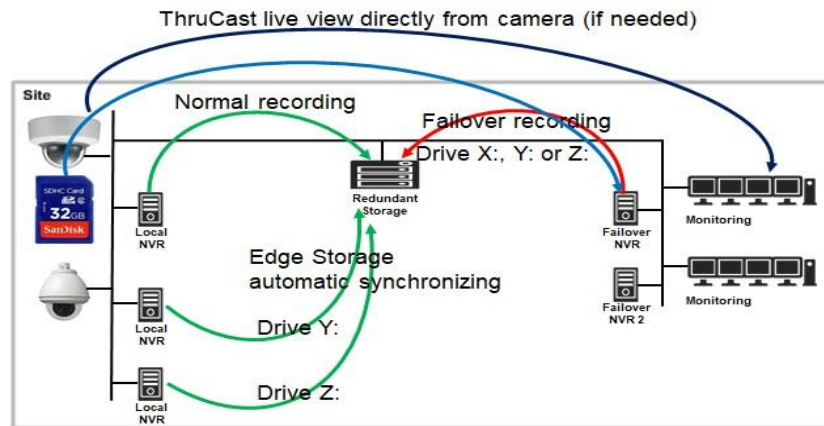 ThruCast live view directly from camera (if needed)
Site
Normal recording
Failover recording
Drive X:, Y: or Z:
SDHC Card
32GB
SanDisk
Redundant
Storage
Local
NVR
Failover
NVR
Monitoring
Edge Storage
automatic synchronizing
Local
NVR
Drive Y:
Failover
NVR 2
Monitoring
Drive Z:
Local
NVR